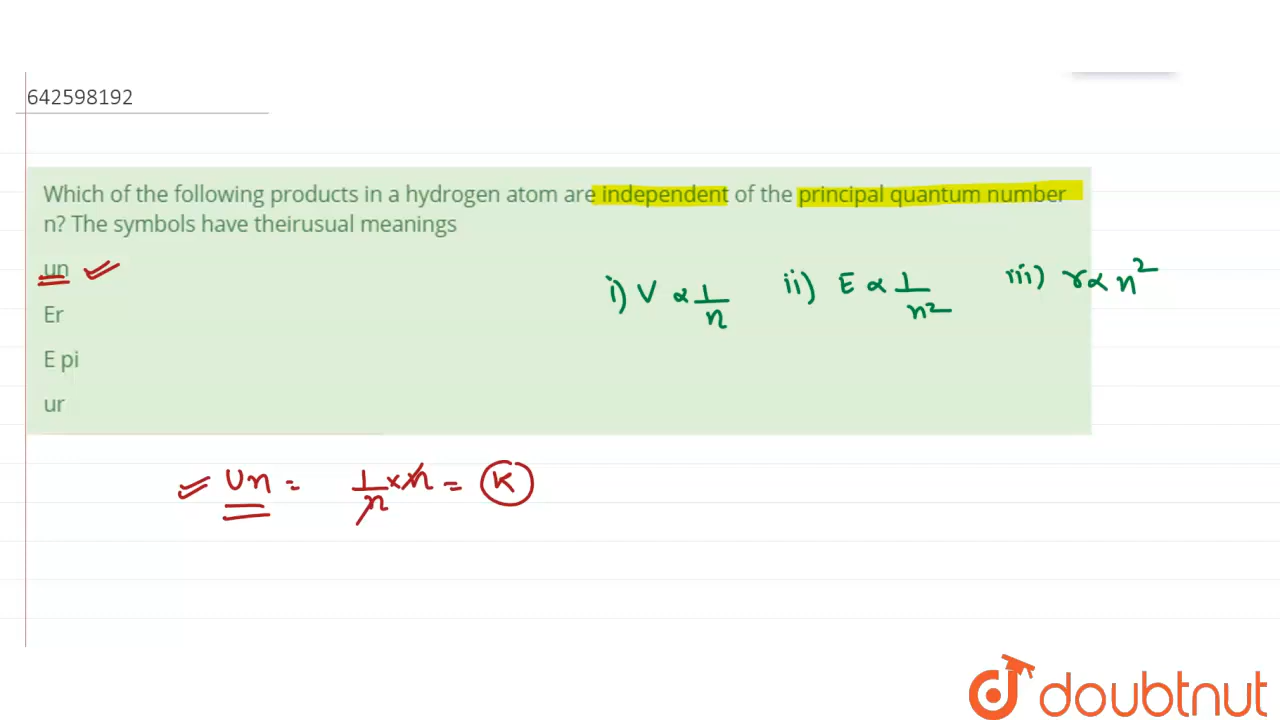 642598192
Which of the following products in a hydrogen atom are independent of the principal quantum number
n? The symbols have theirusual meanings
un
Er
E pi
ur
i) V ∝ 1/n ii) E ∝ 1/n² iii) r ∝ n²
Un = 1/n × n = K
doubtnut